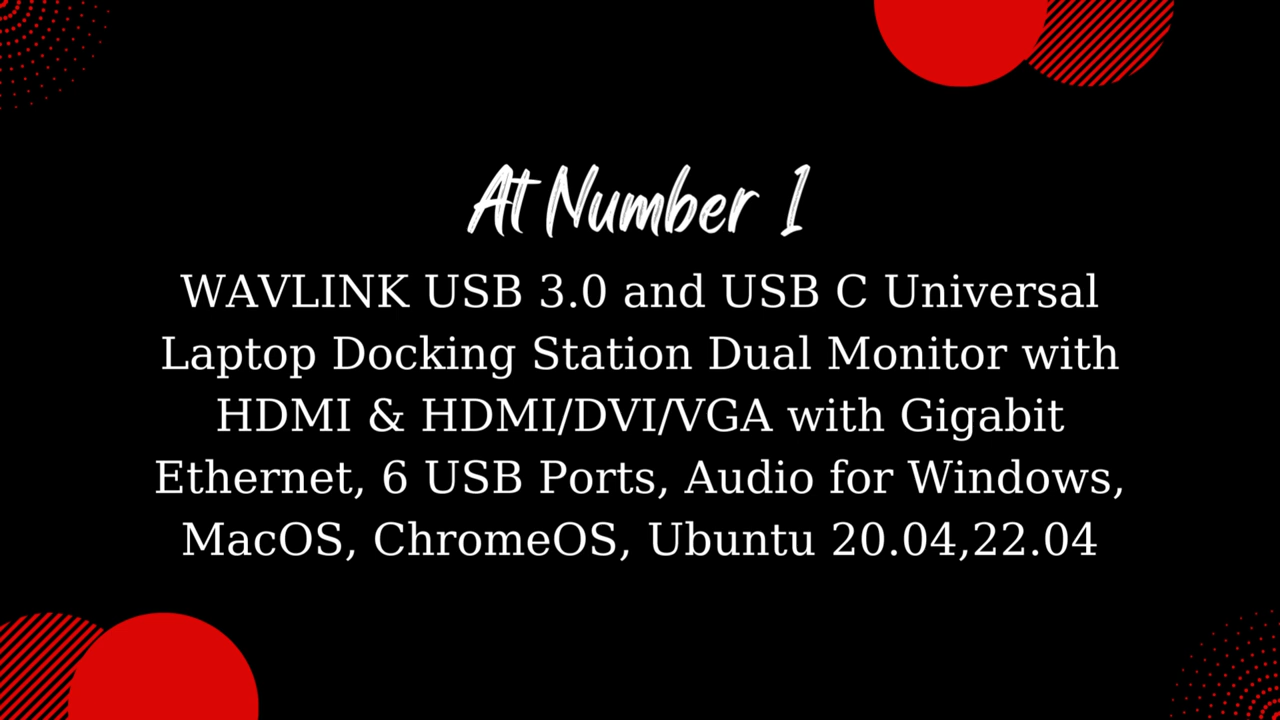 At Number 1
WAVLINK USB 3.0 and USB C Universal
Laptop Docking Station Dual Monitor with
HDMI & HDMI/DVI/VGA with Gigabit
Ethernet, 6 USB Ports, Audio for Windows,
MacOS, ChromeOS, Ubuntu 20.04,22.04